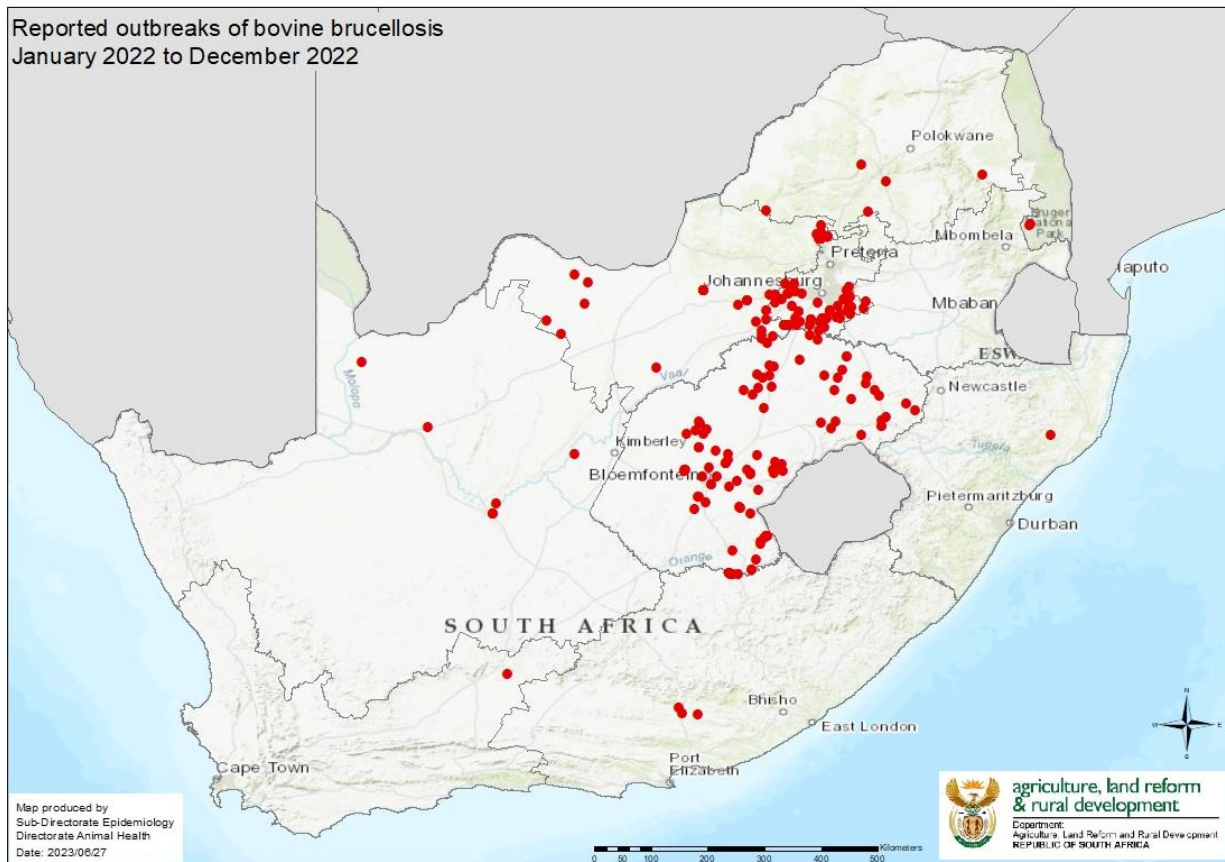 Reported outbreaks of bovine brucellosis
January 2022 to December 2022
Polokwane
Kruger
National
Park
Mbombela
Pretoria
Johannesburg
Maputo
Mbaban
ESW
Molopo
Vaal
Newcastle
Kimberley
Bloemfontein
Tugela
Pietermaritzburg
Durban
Orange
SOUTH AFRICA
Bhisho
East London
Port
Elizabeth
Cape Town
N
W
E
S
Map produced by
Sub-Directorate Epidemiology
Directorate Animal Health
Date: 2023/06/27
Kilometers
0 50 100 200 300 400 500
agriculture, land reform
& rural development
Department:
Agriculture, Land Reform and Rural Development
REPUBLIC OF SOUTH AFRICA